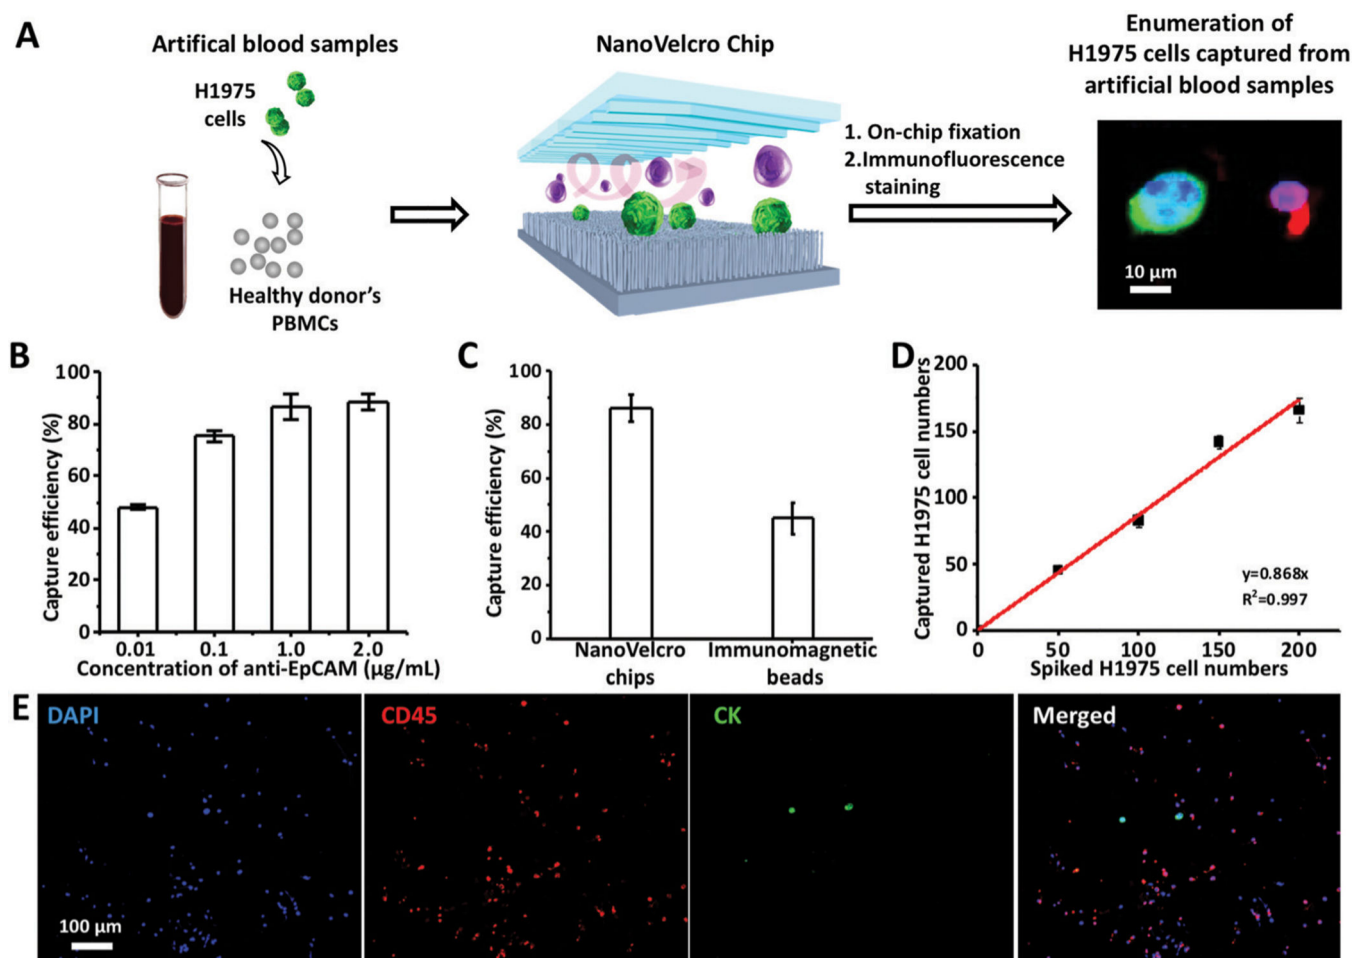 A
Artifical blood samples
H1975
cells
Healthy donor's
PBMCs
NanoVelcro Chip
1. On-chip fixation
2.Immunofluorescence
staining
Enumeration of
H1975 cells captured from
artificial blood samples
10 μm
B
Capture efficiency (%)
100
80
60
40
20
0
0.01 0.1 1.0 2.0
Concentration of anti-EpCAM (μg/mL)
C
Capture efficiency (%)
100
80
60
40
20
0
NanoVelcro
chips
Immunomagnetic
beads
D
Captured H1975 cell numbers
200
150
100
50
0
y=0.868x
R²=0.997
0 50 100 150 200
Spiked H1975 cell numbers
E
DAPI
CD45
CK
Merged
100 μm